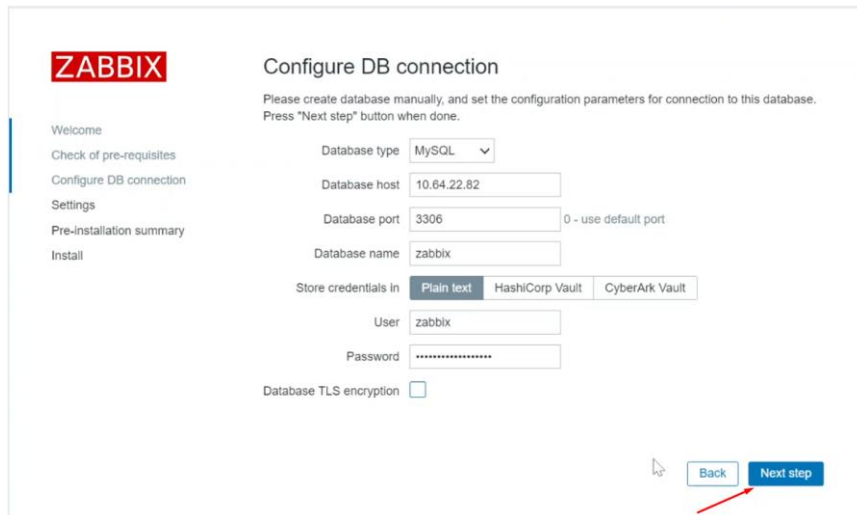 ZABBIX
Welcome
Check of pre-requisites
Configure DB connection
Settings
Pre-installation summary
Install
Configure DB connection
Please create database manually, and set the configuration parameters for connection to this database.
Press "Next step" button when done.
Database type MySQL
Database host 10.64.22.82
Database port 3306 0 - use default port
Database name zabbix
Store credentials in Plain text HashiCorp Vault CyberArk Vault
User zabbix
Password ••••••••••••••••••
Database TLS encryption
Back Next step